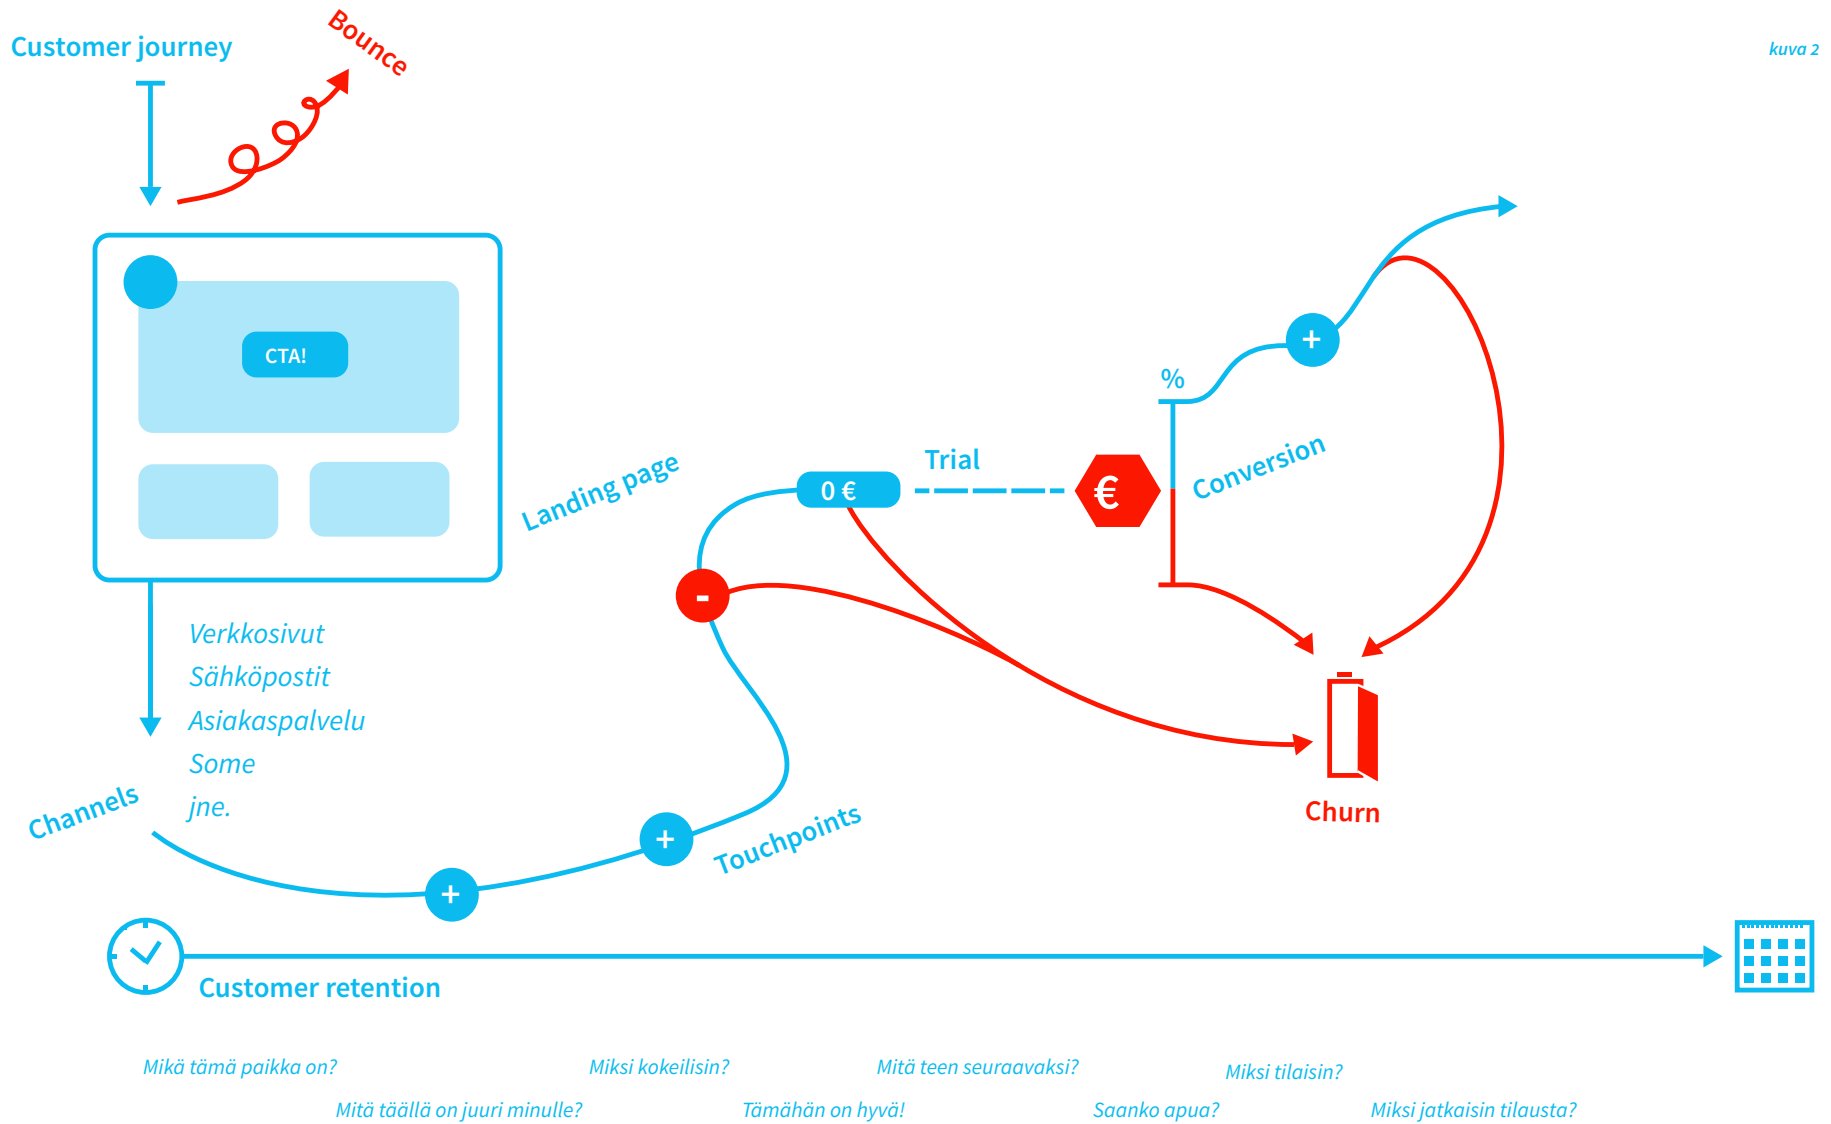 Customer journey
Bounce
kuva 2
CTA!
Landing page
Trial
0 €
€
%
+
Conversion
-
Verkkosivut
Sähköpostit
Asiakaspalvelu
Some
jne.
Channels
+
+
Touchpoints
Churn
Customer retention
Mikä tämä paikka on?
Miksi kokeilisin?
Mitä teen seuraavaksi?
Miksi tilaisin?
Mitä täällä on juuri minulle?
Tämähän on hyvä!
Saanko apua?
Miksi jatkaisin tilausta?